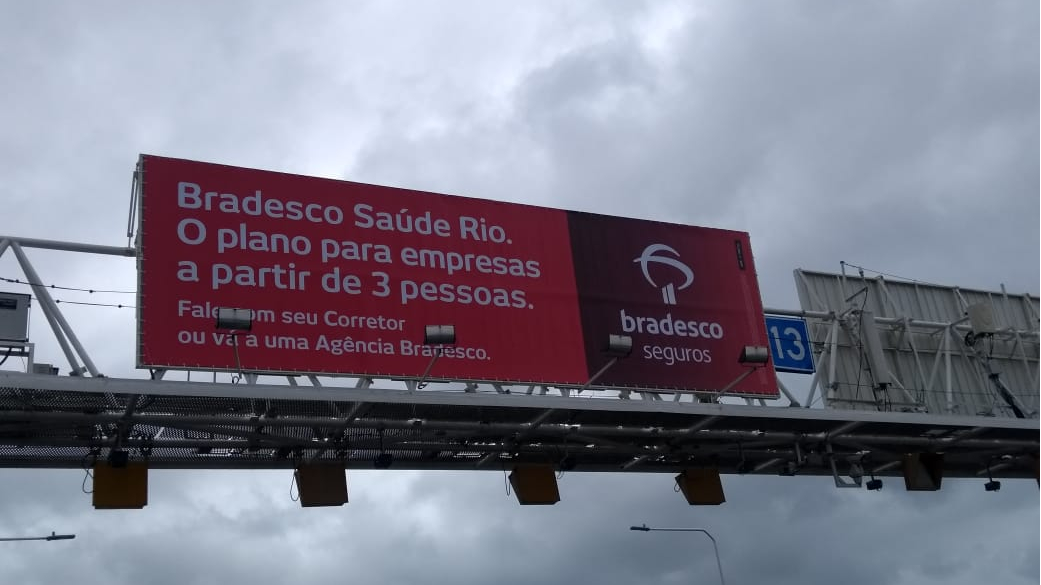 Bradesco Saúde Rio.
O plano para empresas
a partir de 3 pessoas.
Fale com seu Corretor
ou vá a uma Agência Bradesco.
bradesco
seguros
13